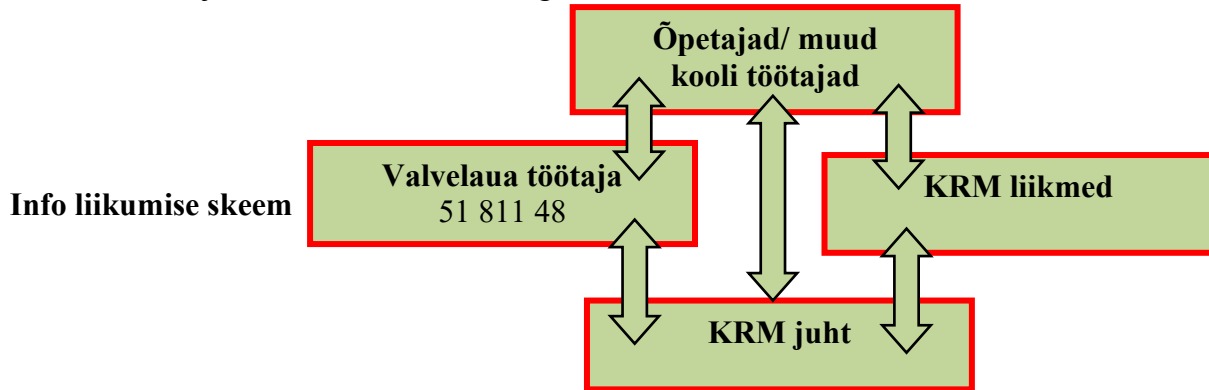 Õpetajad/ muud
kooli töötajad
Valvelaua töötaja
51 811 48
KRM liikmed
Info liikumise skeem
KRM juht